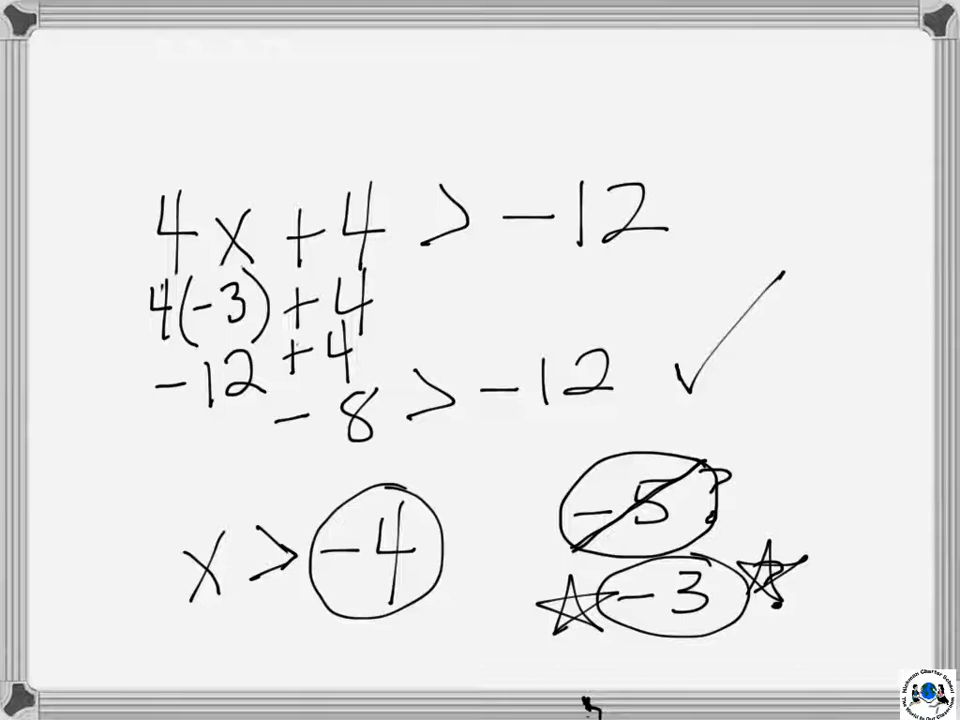 4x + 4 > -12
4(-3) + 4
-12 + 4
-8 > -12 ✓
-5 ?
x > -4
-3 ?